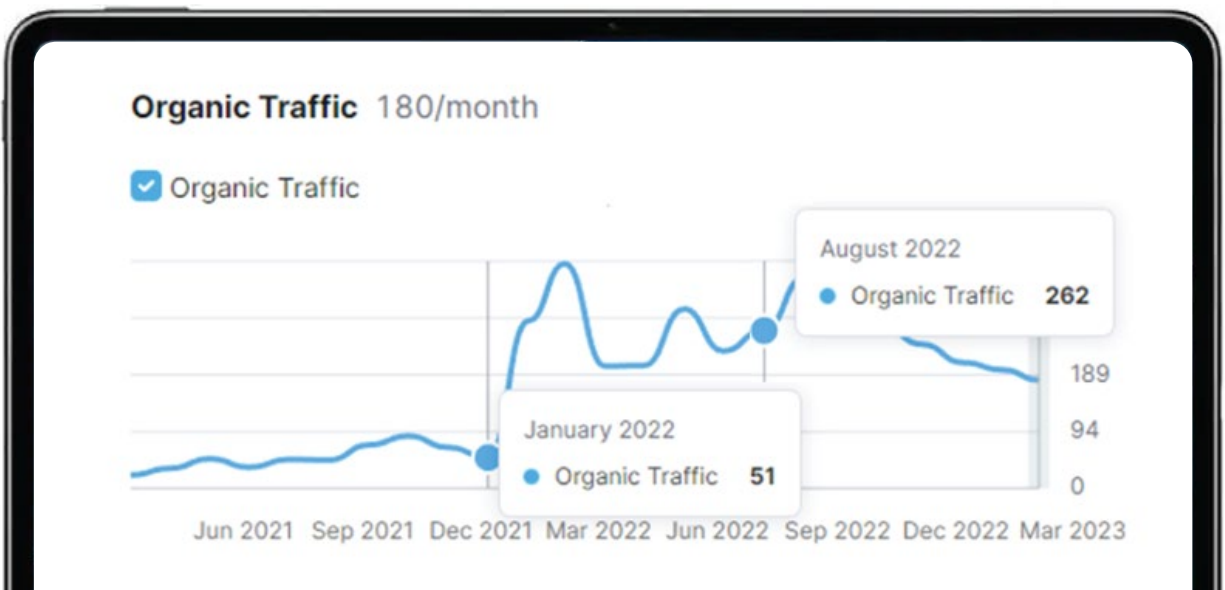 Organic Traffic 180/month
Organic Traffic
August 2022
Organic Traffic 262
189
January 2022
94
Organic Traffic 51
0
Jun 2021 Sep 2021 Dec 2021 Mar 2022 Jun 2022 Sep 2022 Dec 2022 Mar 2023